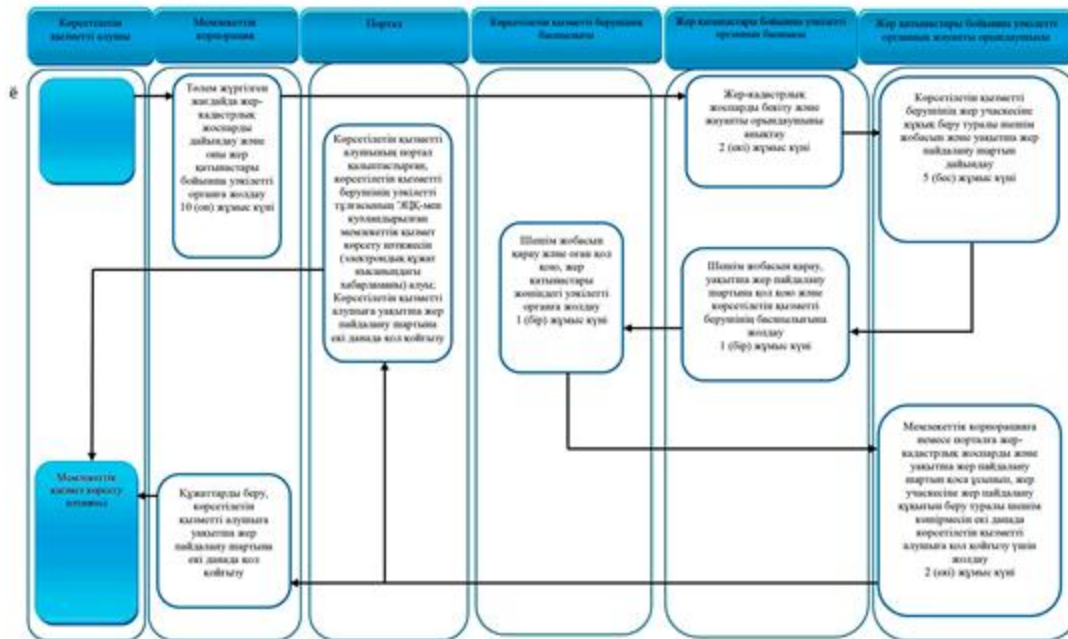 Көрсетілетін
қызметті алушы
Мемлекеттік
корпорация
Портал
Көрсетілетін қызметті берушінің
басшылығы
Жер қатынастары бойынша уәкілетті
органның басшысы
Жер қатынастары бойынша уәкілетті
органның жауапты орындаушысы
ё
Төлем жүргізілген
жағдайда жер-
кадастрлық
жоспарды
дайындау және
оны жер
қатынастары
бойынша уәкілетті
органға жолдау
10 (он) жұмыс күні
Көрсетілетін қызметті
алушының портал
қалыптастырған,
көрсетілетін қызметті
берушінің уәкілетті
тұлғасының ЭЦҚ-мен
куәландырылған
мемлекеттік қызмет
көрсету нәтижесін
(электрондық құжат
нысанындағы
хабарламаны) алуы;
Көрсетілетін қызметті
алушыға уақытша жер
пайдалану шартына
екі данада қол қойғызу
Жер-кадастрлық
жоспарды бекіту және
жауапты орындаушыны
анықтау
2 (екі) жұмыс күні
Көрсетілетін қызметті
берушінің жер учаскесіне
құқық беру туралы шешім
жобасын және уақытша жер
пайдалану шартын
дайындау
5 (бес) жұмыс күні
Шешім жобасын
қарау және оған қол
қою, жер
қатынастары
жөніндегі уәкілетті
органға жолдау
1 (бір) жұмыс күні
Шешім жобасын қарау,
уақытша жер пайдалану
шартына қол қою және
көрсетілетін қызметті
берушінің басшылығына
жолдау
1 (бір) жұмыс күні
Мемлекеттік
қызмет көрсету
нәтижесі
Құжаттарды беру,
көрсетілетін
қызметті алушыға
уақытша жер
пайдалану шартына
екі данада қол
қойғызу
Мемлекеттік корпорацияға
немесе порталға жер-
кадастрлық жоспарды және
уақытша жер пайдалану
шартын қоса ұсынып, жер
учаскесіне жер пайдалану
құқығын беру туралы шешім
көшірмесін екі данада
көрсетілетін қызметті
алушыға қол қойғызу үшін
жолдау
2 (екі) жұмыс күні